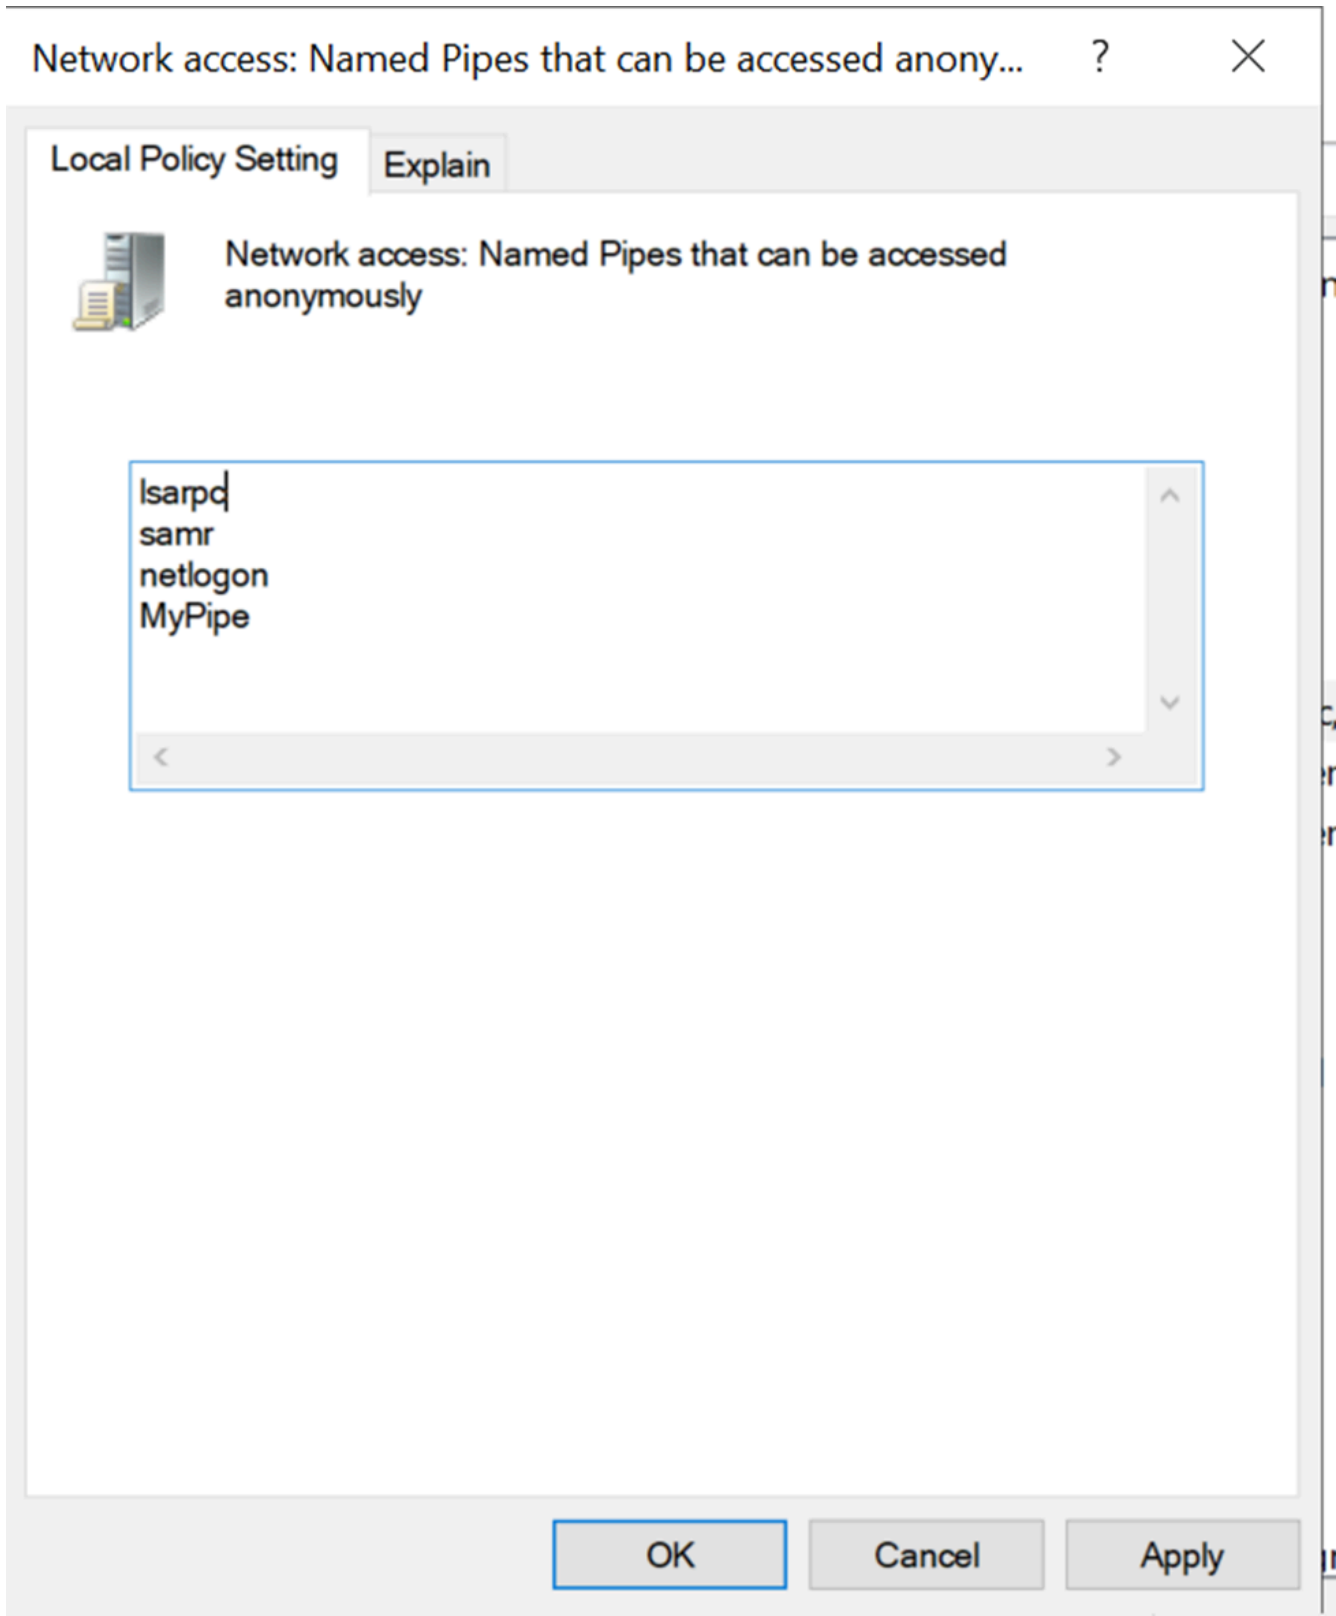 Network access: Named Pipes that can be accessed anony...
?
Local Policy Setting
Explain
Network access: Named Pipes that can be accessed
anonymously
lsarpc
samr
netlogon
MyPipe
OK
Cancel
Apply